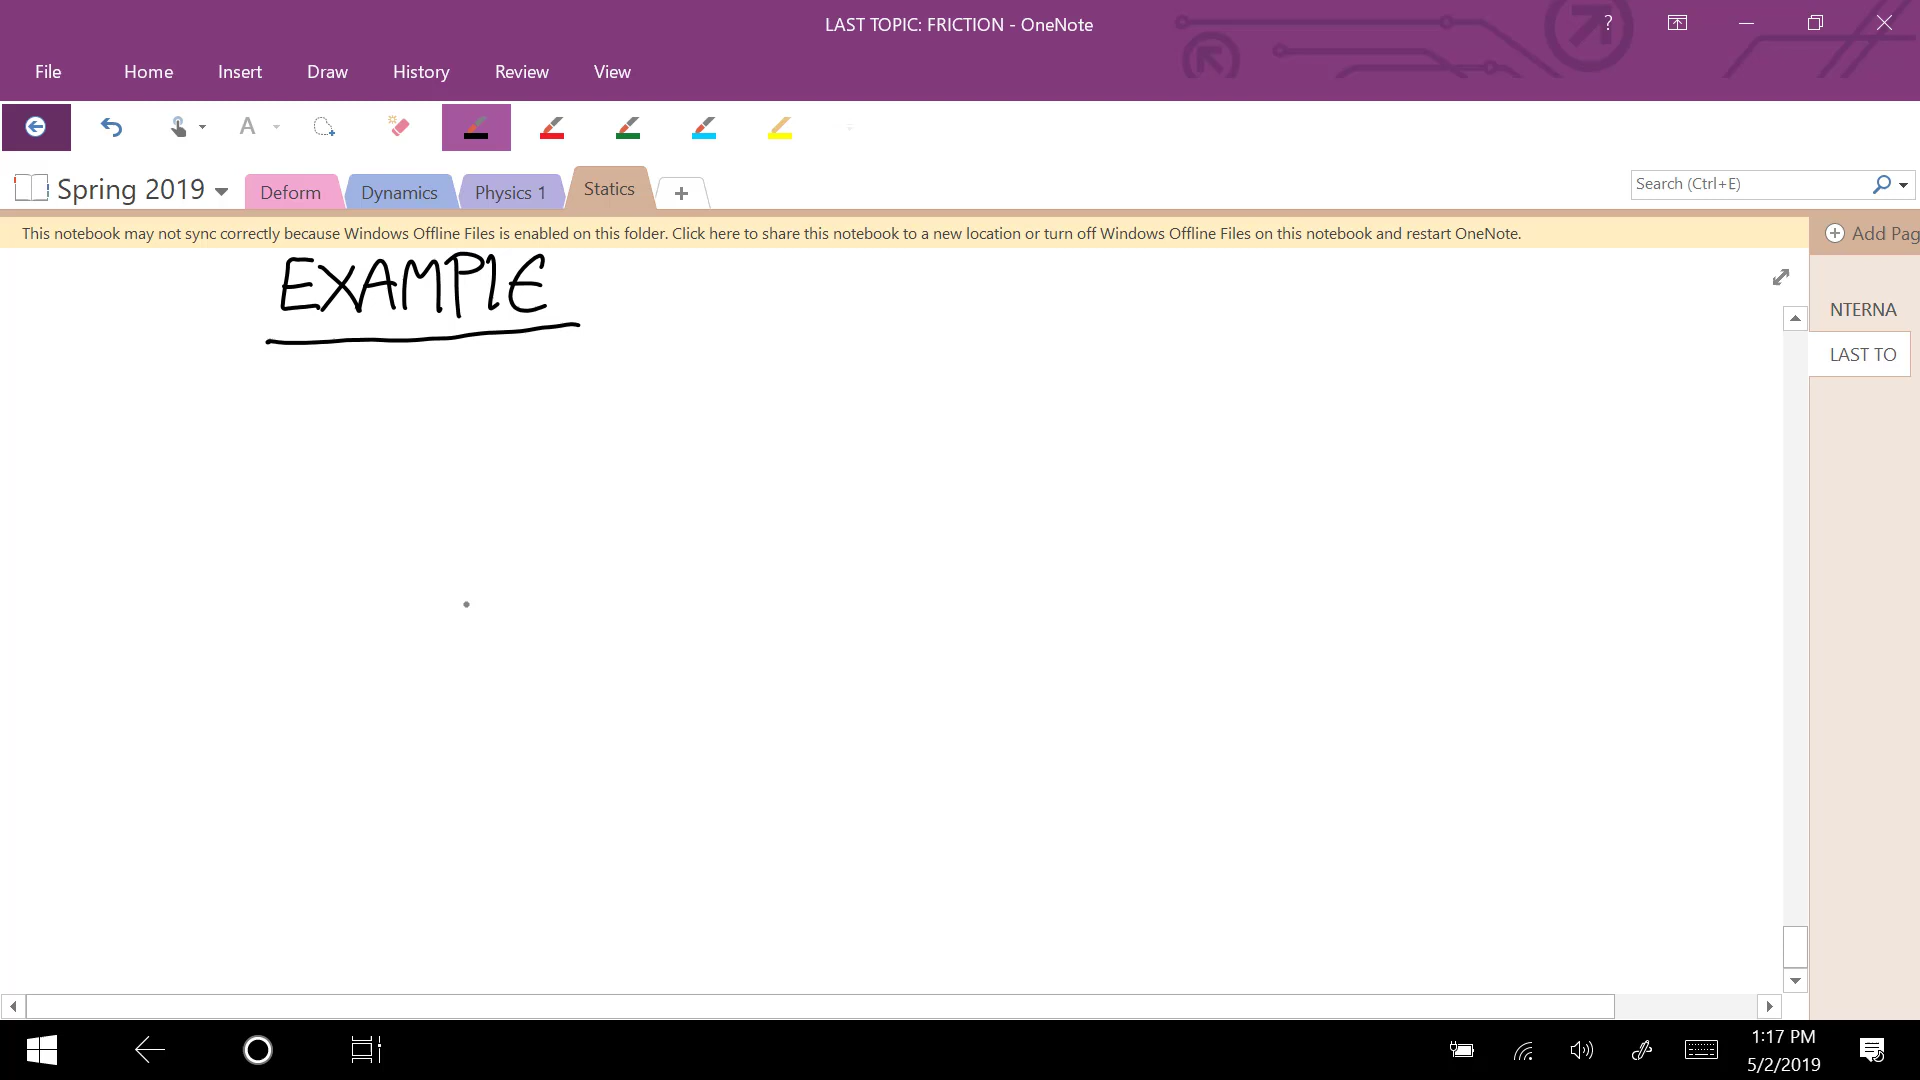 LAST TOPIC: FRICTION - OneNote
?
File Home Insert Draw History Review View
A
Spring 2019 Deform Dynamics Physics 1 Statics +
Search (Ctrl+E)
This notebook may not sync correctly because Windows Offline Files is enabled on this folder. Click here to share this notebook to a new location or turn off Windows Offline Files on this notebook and restart OneNote.
Add Pag
EXAMPLE
NTERNA
LAST TO
1:17 PM
5/2/2019